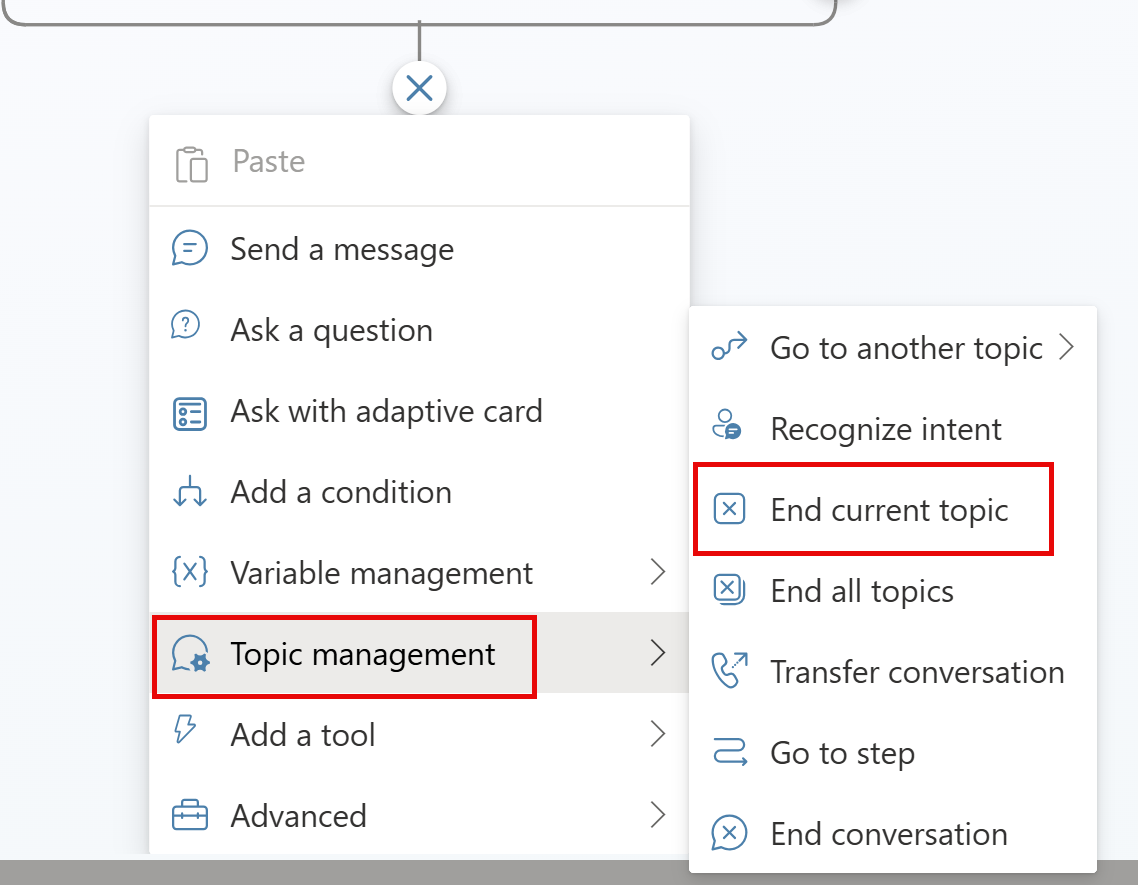 Paste
Send a message
Ask a question
Ask with adaptive card
Add a condition
Variable management
Topic management
Add a tool
Advanced
Go to another topic
Recognize intent
End current topic
End all topics
Transfer conversation
Go to step
End conversation